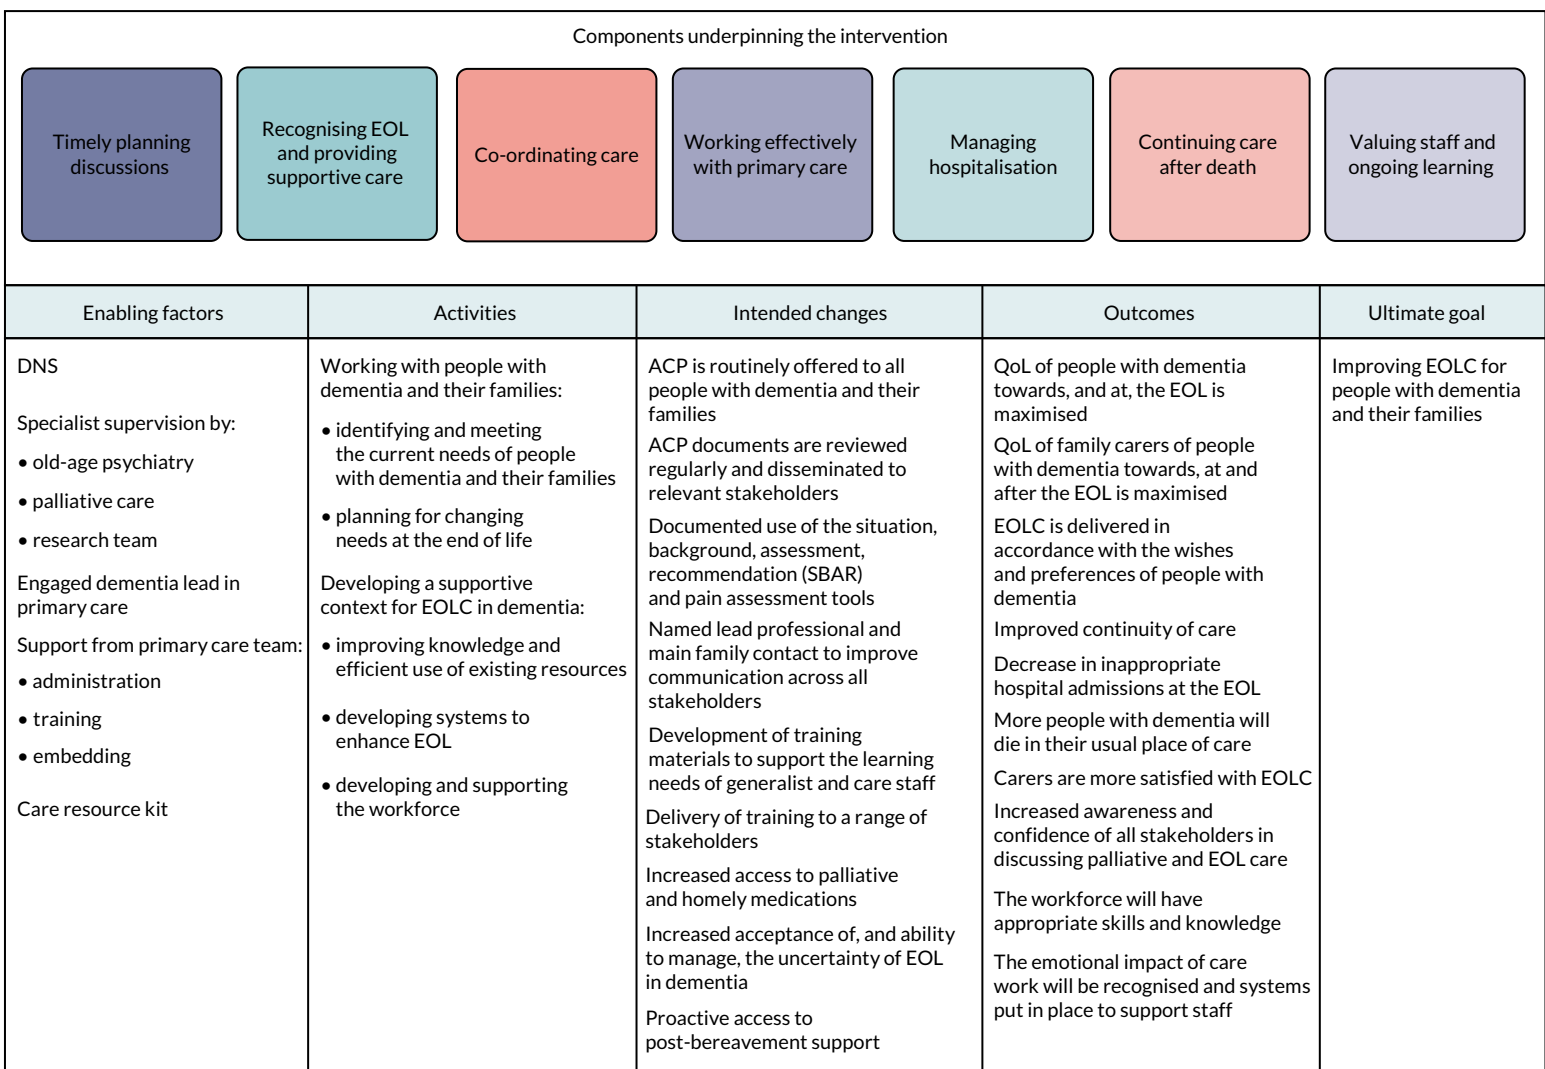 Components underpinning the intervention
Timely planning
discussions
Recognising EOL
and providing
supportive care
Co-ordinating care
Working effectively
with primary care
Managing
hospitalisation
Continuing care
after death
Valuing staff and
ongoing learning
Enabling factors
DNS
Specialist supervision by:
• old-age psychiatry
• palliative care
• research team
Engaged dementia lead in
primary care
Support from primary care team:
• administration
• training
• embedding
Care resource kit
Activities
Working with people with
dementia and their families:
• identifying and meeting
the current needs of people
with dementia and their families
• planning for changing
needs at the end of life
Developing a supportive
context for EOLC in dementia:
• improving knowledge and
efficient use of existing resources
• developing systems to
enhance EOL
• developing and supporting
the workforce
Intended changes
ACP is routinely offered to all
people with dementia and their
families
ACP documents are reviewed
regularly and disseminated to
relevant stakeholders
Documented use of the situation,
background, assessment,
recommendation (SBAR)
and pain assessment tools
Named lead professional and
main family contact to improve
communication across all
stakeholders
Development of training
materials to support the learning
needs of generalist and care staff
Delivery of training to a range of
stakeholders
Increased access to palliative
and homely medications
Increased acceptance of, and ability
to manage, the uncertainty of EOL
in dementia
Proactive access to
post-bereavement support
Outcomes
QoL of people with dementia
towards, and at, the EOL is
maximised
QoL of family carers of people
with dementia towards, at and
after the EOL is maximised
EOLC is delivered in
accordance with the wishes
and preferences of people with
dementia
Improved continuity of care
Decrease in inappropriate
hospital admissions at the EOL
More people with dementia will
die in their usual place of care
Carers are more satisfied with EOLC
Increased awareness and
confidence of all stakeholders in
discussing palliative and EOL care
The workforce will have
appropriate skills and knowledge
The emotional impact of care
work will be recognised and systems
put in place to support staff
Ultimate goal
Improving EOLC for
people with dementia
and their families